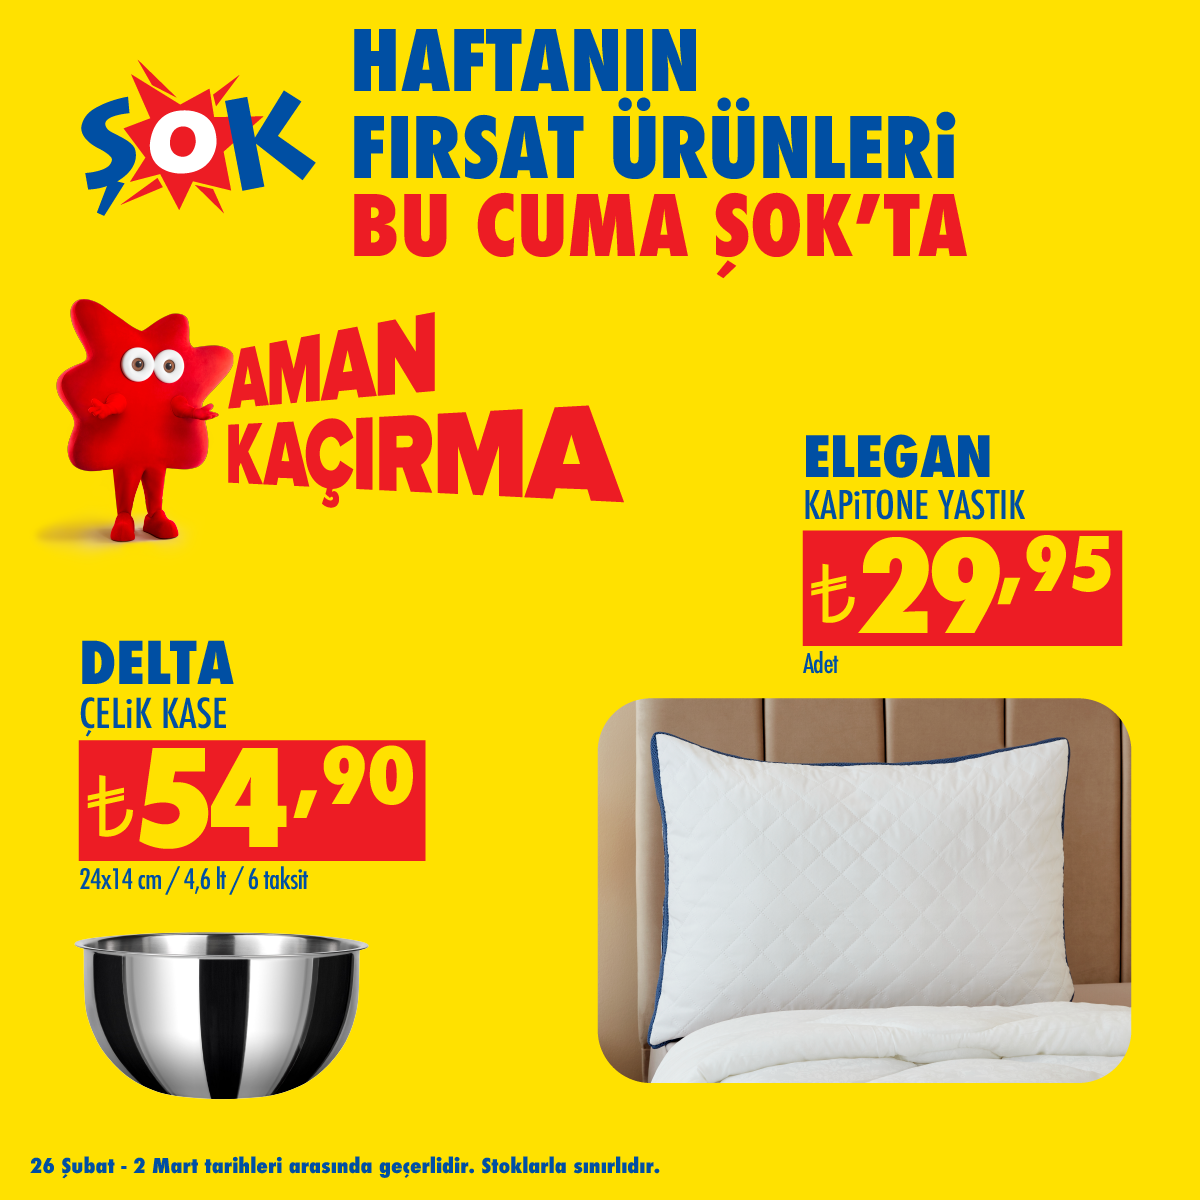 ŞOK
HAFTANIN
FIRSAT ÜRÜNLERi
BU CUMA ŞOK’TA
AMAN
KAÇIRMA
ELEGAN
KAPiTONE YASTIK
₺29,95
Adet
DELTA
ÇELiK KASE
₺54,90
24x14 cm / 4,6 lt / 6 taksit
26 Şubat - 2 Mart tarihleri arasında geçerlidir. Stoklarla sınırlıdır.